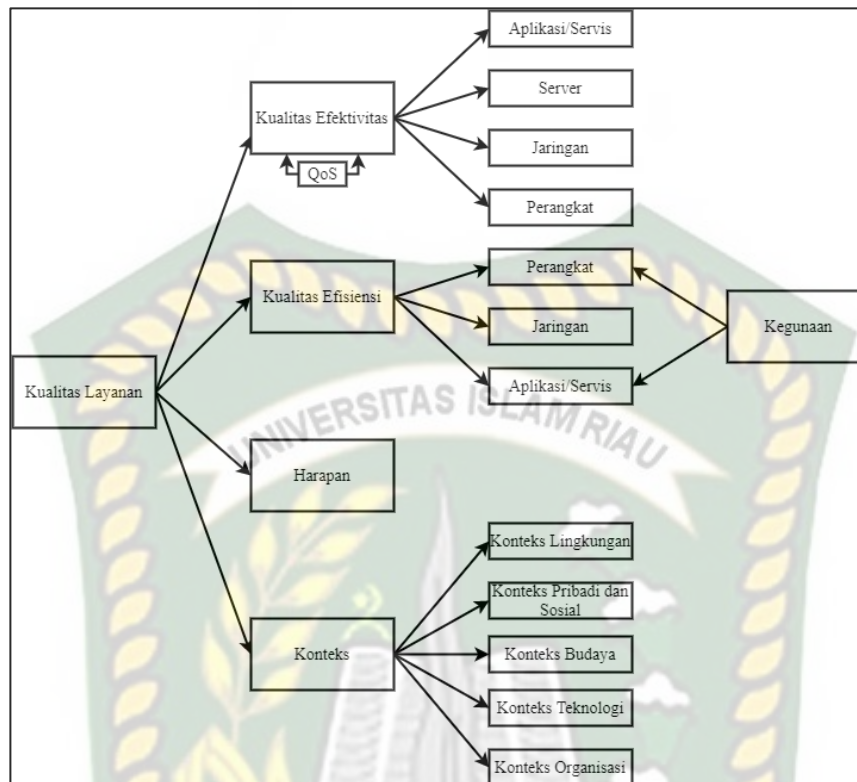 Aplikasi/Servis
Kualitas Efektivitas
Server
Jaringan
QoS
Perangkat
Kualitas Efisiensi
Perangkat
Kegunaan
Jaringan
Kualitas Layanan
Aplikasi/Servis
UNIVERSITAS ISLAM RIAU
Harapan
Konteks Lingkungan
Konteks Pribadi dan
Sosial
Konteks
Konteks Budaya
Konteks Teknologi
Konteks Organisasi